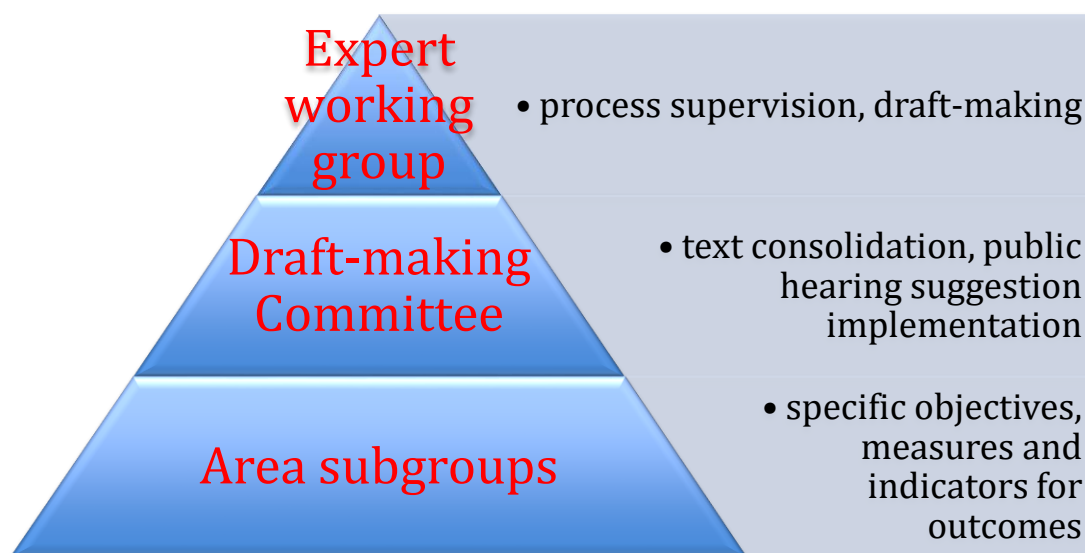 Expert
working
group
• process supervision, draft-making
Draft-making
Committee
• text consolidation, public
hearing suggestion
implementation
Area subgroups
• specific objectives,
measures and
indicators for
outcomes